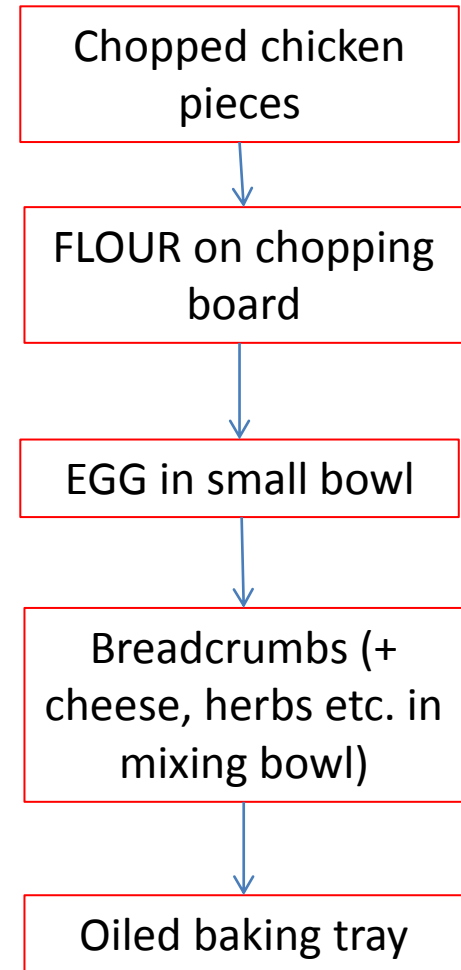 Chopped chicken
pieces
FLOUR on chopping
board
EGG in small bowl
Breadcrumbs (+
cheese, herbs etc. in
mixing bowl)
Oiled baking tray